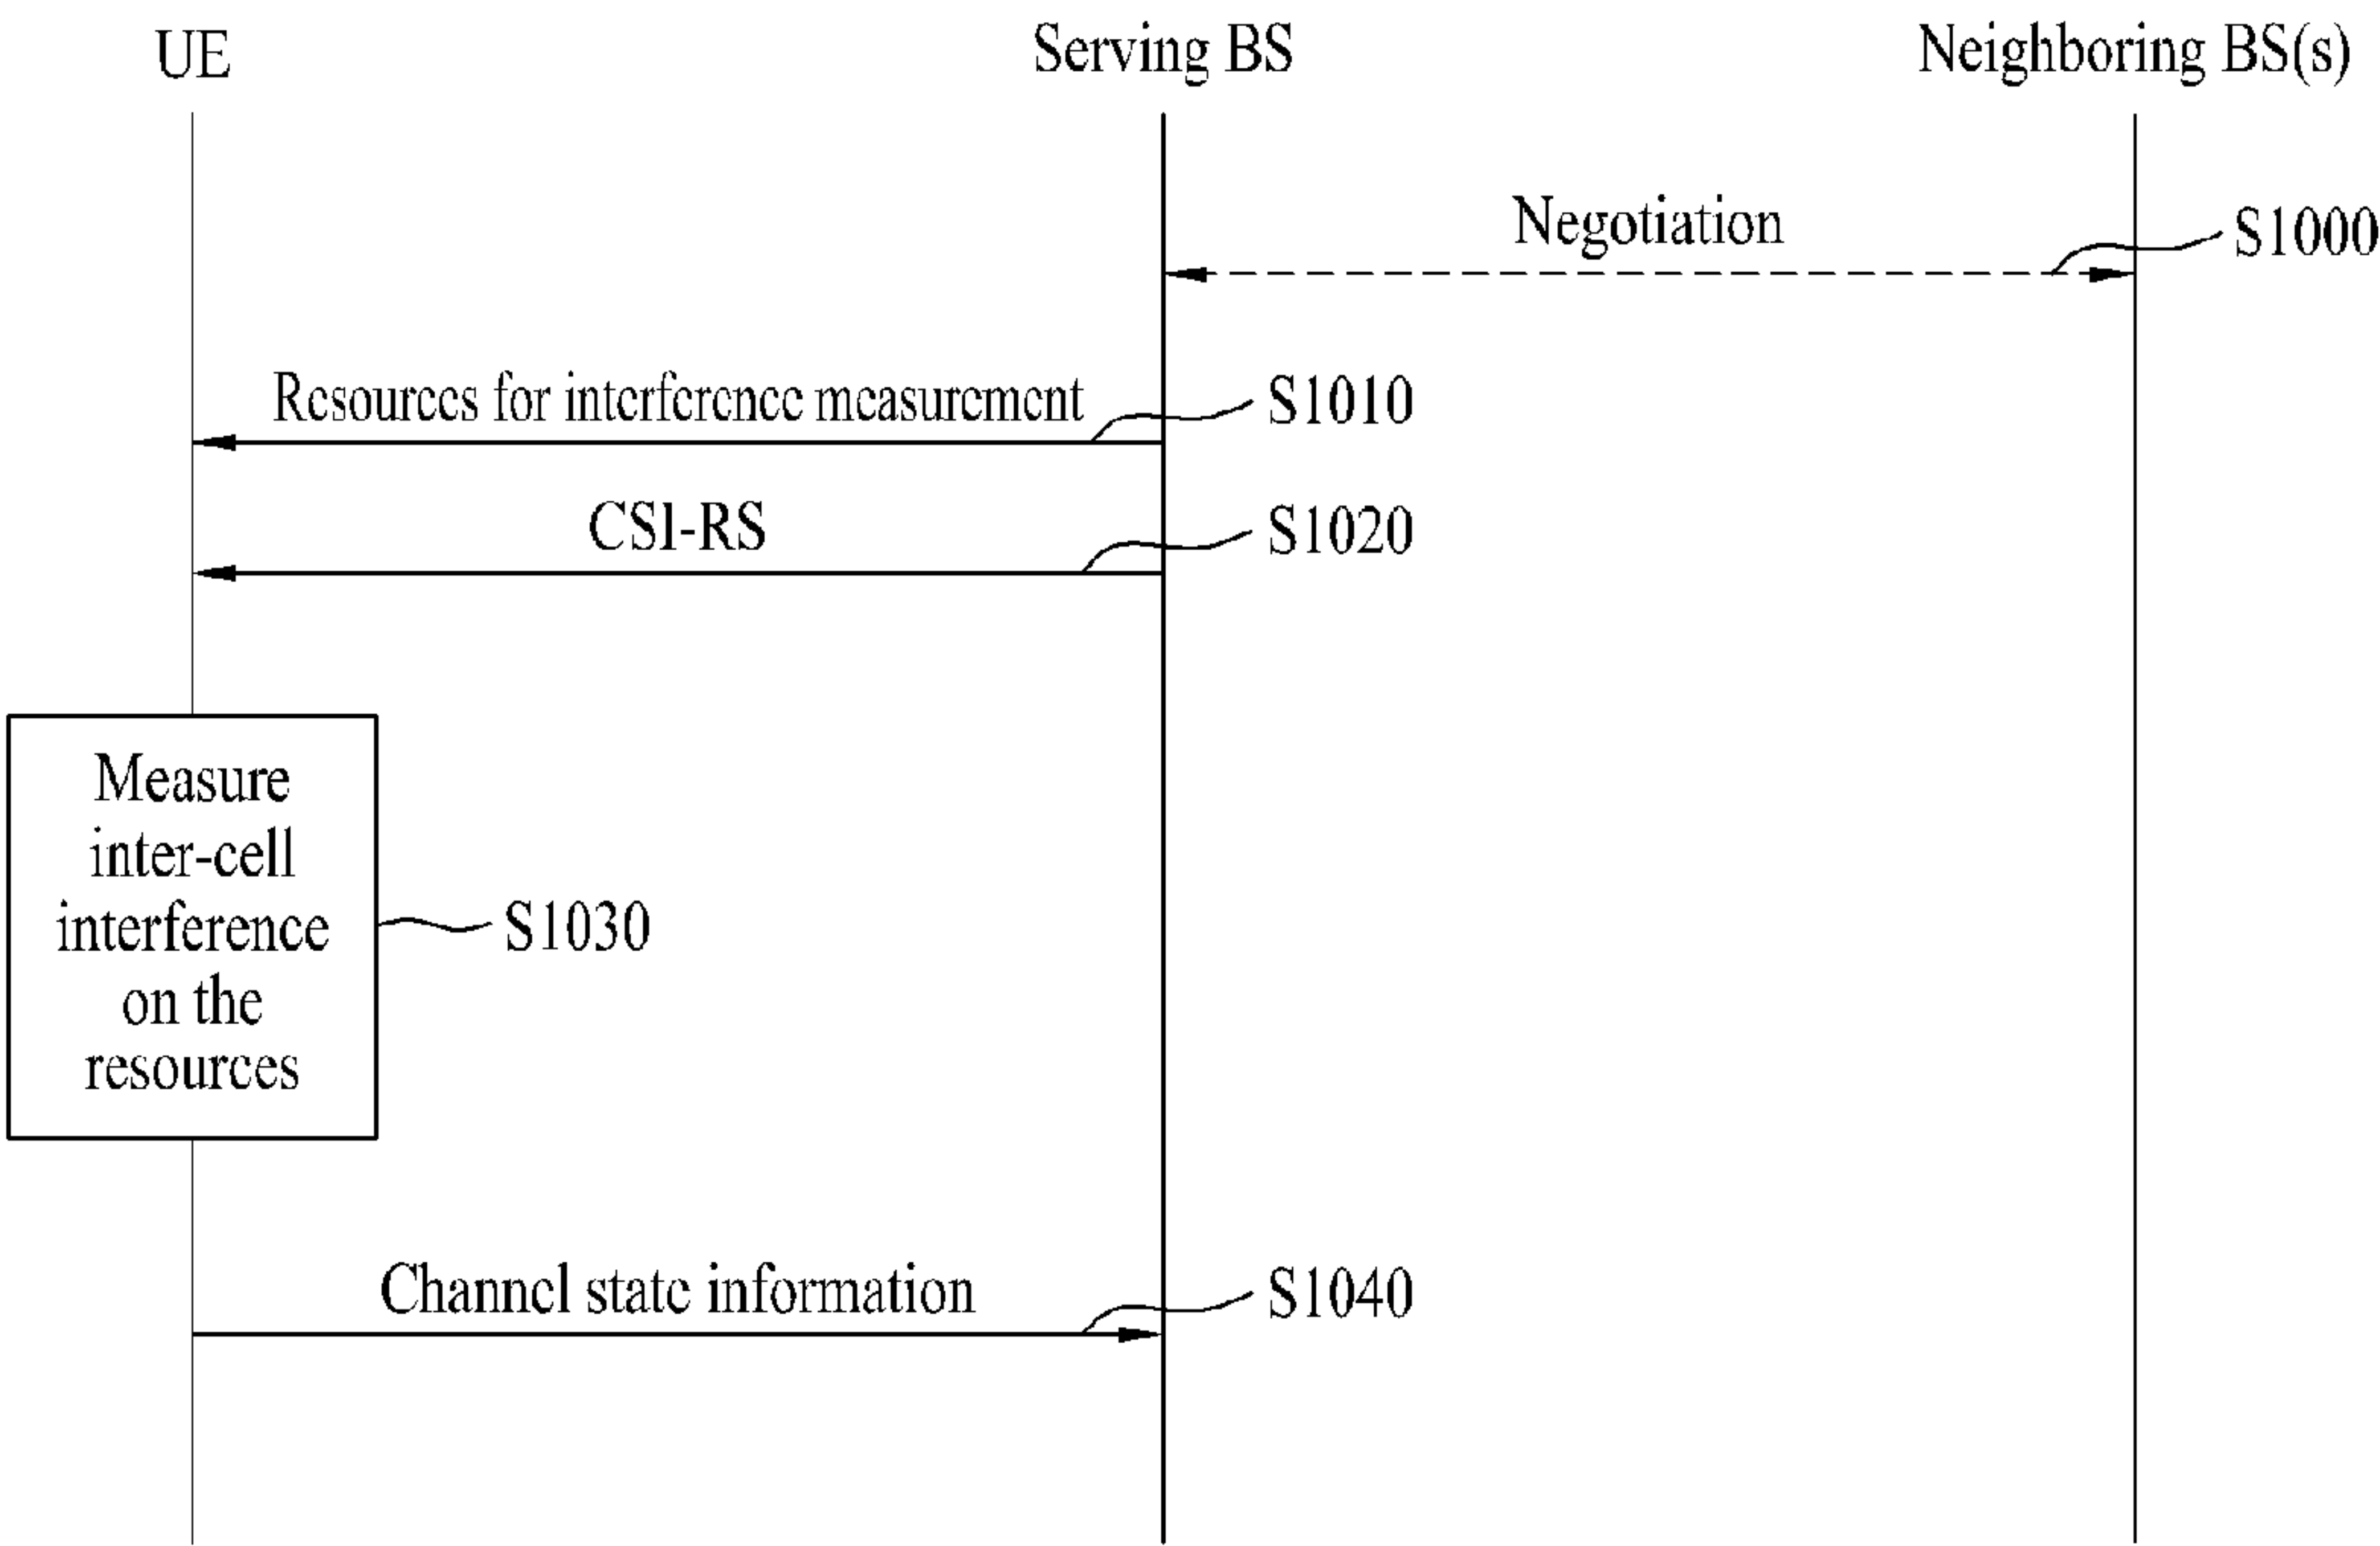 UE
Serving BS
Neighboring BS(s)
Negotiation
S1000
Resources for interference measurement
S1010
CSI-RS
S1020
Measure
inter-cell
interference
on the
resources
S1030
Channel state information
S1040